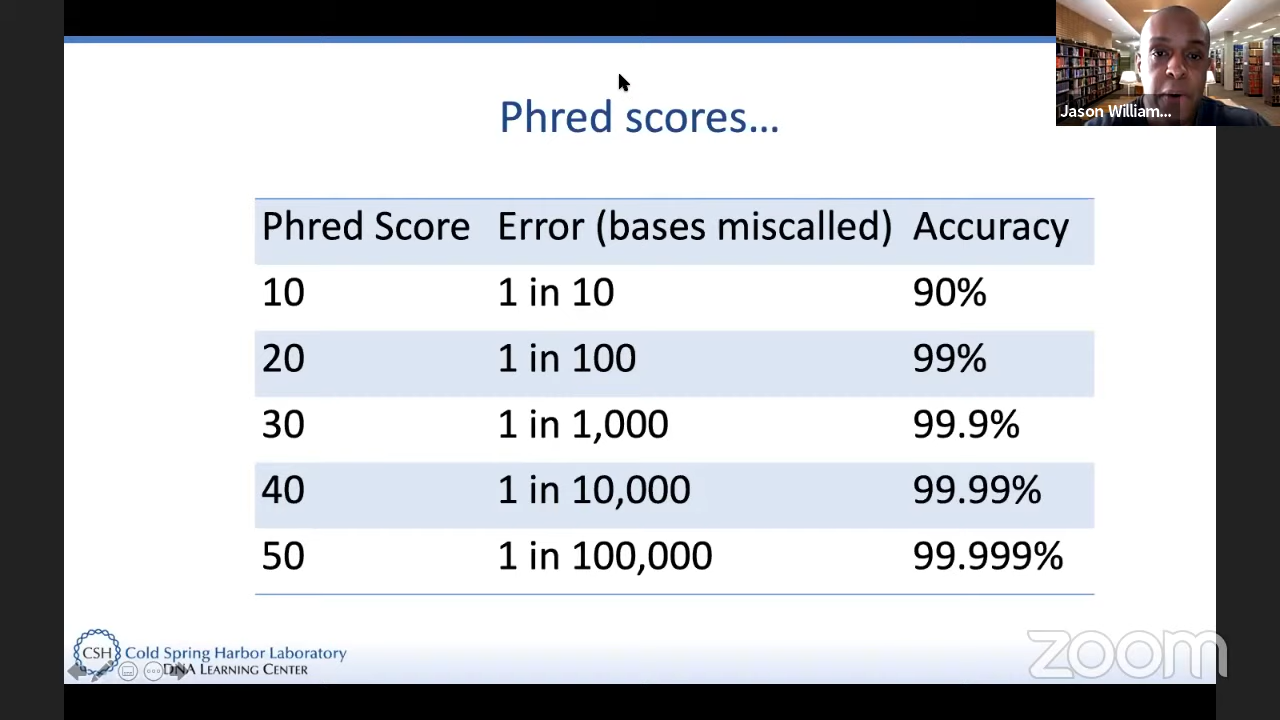 Phred scores…
Jason William...
Phred Score Error (bases miscalled) Accuracy
10 1 in 10 90%
20 1 in 100 99%
30 1 in 1,000 99.9%
40 1 in 10,000 99.99%
50 1 in 100,000 99.999%
CSH Cold Spring Harbor Laboratory
DNA LEARNING CENTER
zoom